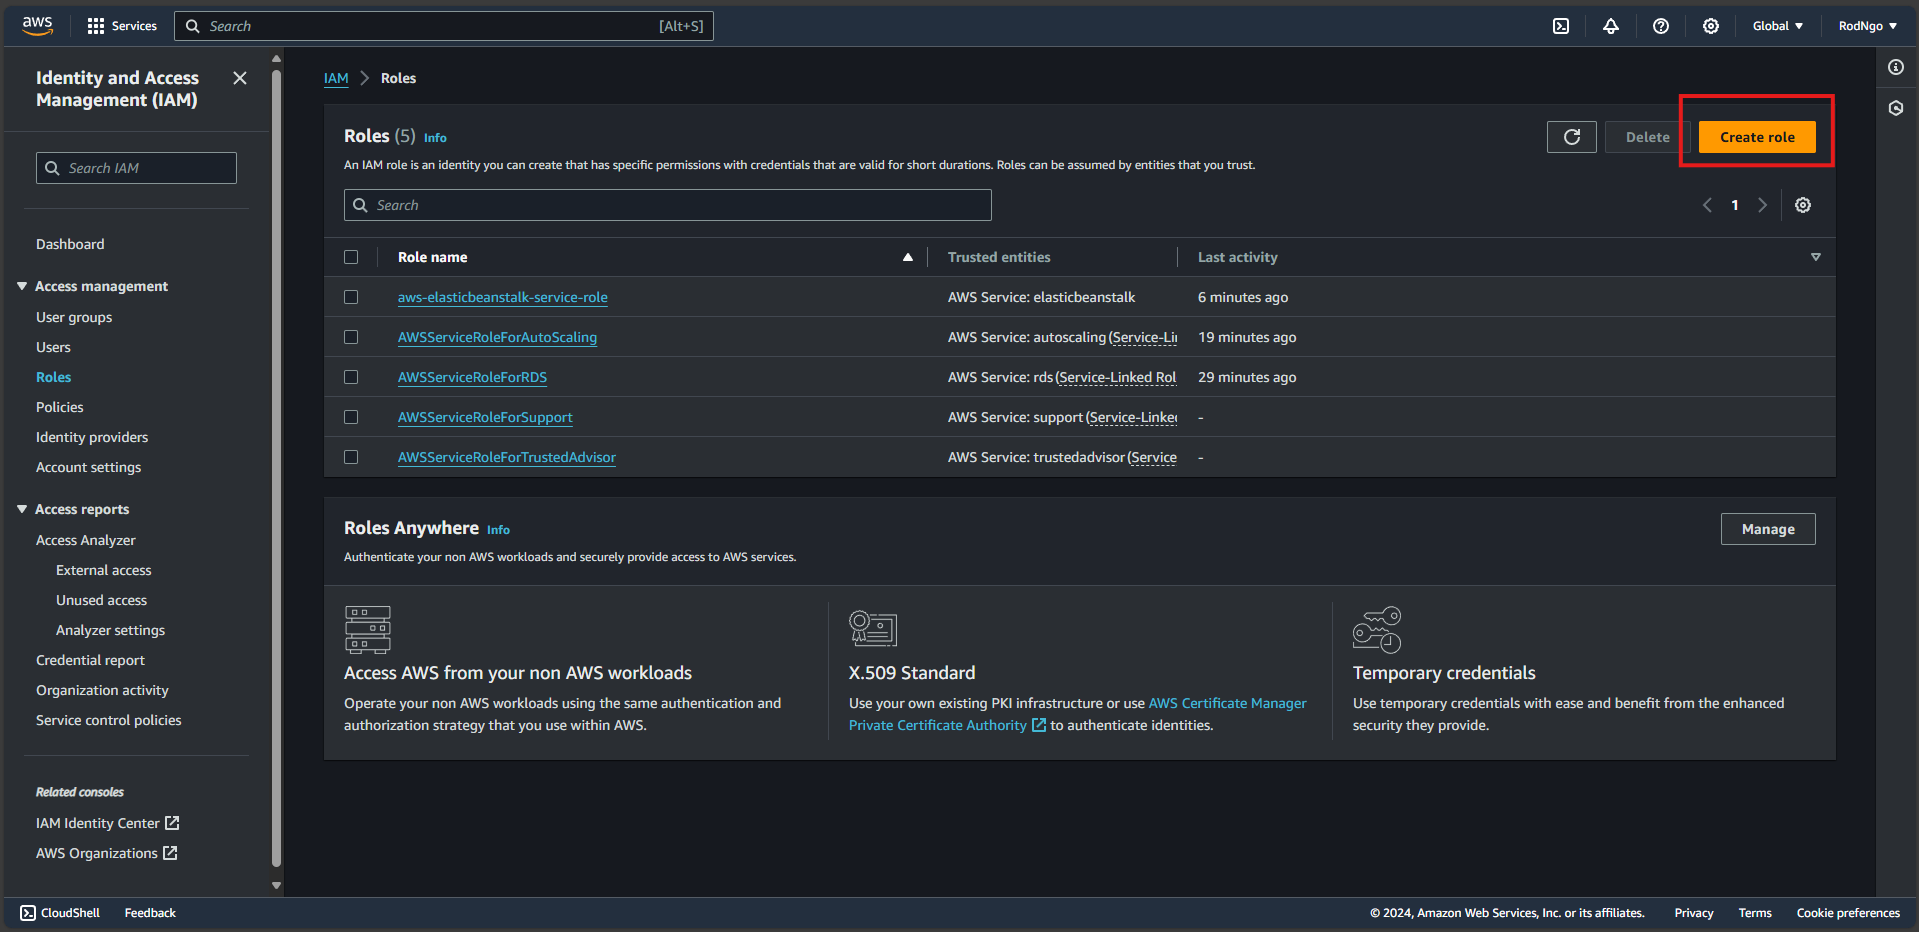 aws
Services
Search
[Alt+S]
Global
RodNgo
Identity and Access
Management (IAM)
Search IAM
Dashboard
Access management
User groups
Users
Roles
Policies
Identity providers
Account settings
Access reports
Access Analyzer
External access
Unused access
Analyzer settings
Credential report
Organization activity
Service control policies
Related consoles
IAM Identity Center
AWS Organizations
IAM
Roles
Roles (5) Info
Delete
Create role
An IAM role is an identity you can create that has specific permissions with credentials that are valid for short durations. Roles can be assumed by entities that you trust.
Search
1
Role name
Trusted entities
Last activity
aws-elasticbeanstalk-service-role
AWS Service: elasticbeanstalk
6 minutes ago
AWSServiceRoleForAutoScaling
AWS Service: autoscaling (Service-Li
19 minutes ago
AWSServiceRoleForRDS
AWS Service: rds (Service-Linked Rol
29 minutes ago
AWSServiceRoleForSupport
AWS Service: support (Service-Linke
-
AWSServiceRoleForTrustedAdvisor
AWS Service: trustedadvisor (Service
-
Roles Anywhere Info
Manage
Authenticate your non AWS workloads and securely provide access to AWS services.
Access AWS from your non AWS workloads
Operate your non AWS workloads using the same authentication and
authorization strategy that you use within AWS.
X.509 Standard
Use your own existing PKI infrastructure or use AWS Certificate Manager
Private Certificate Authority to authenticate identities.
Temporary credentials
Use temporary credentials with ease and benefit from the enhanced
security they provide.
CloudShell
Feedback
© 2024, Amazon Web Services, Inc. or its affiliates.
Privacy
Terms
Cookie preferences